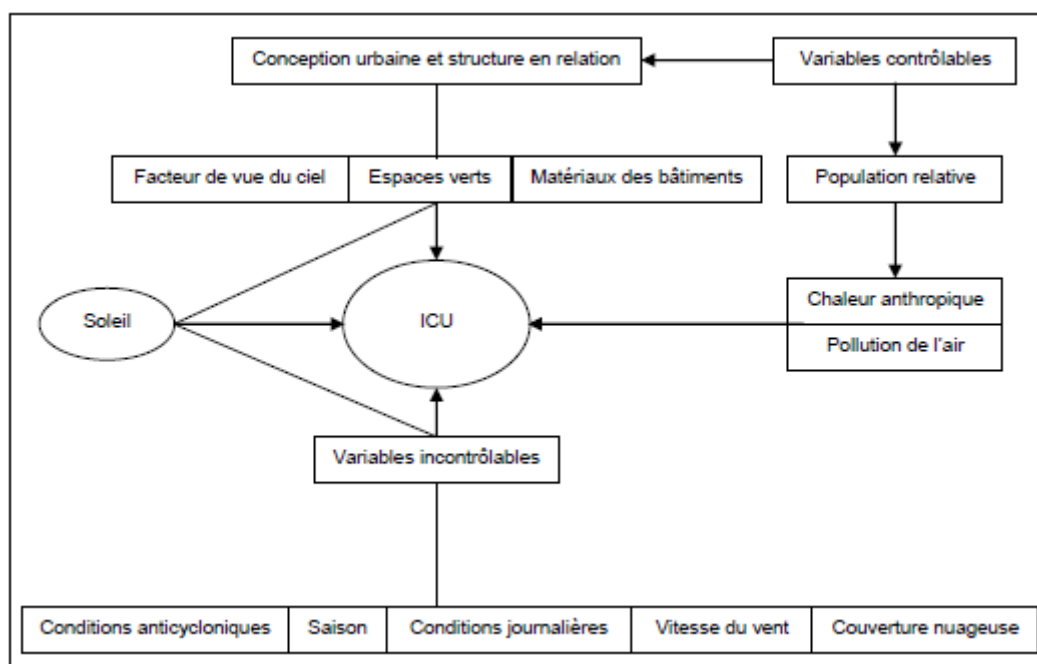 Conception urbaine et structure en relation
Variables contrôlables
Facteur de vue du ciel
Espaces verts
Matériaux des bâtiments
Population relative
Soleil
ICU
Chaleur anthropique
Pollution de l'air
Variables incontrôlables
Conditions anticycloniques
Saison
Conditions journalières
Vitesse du vent
Couverture nuageuse